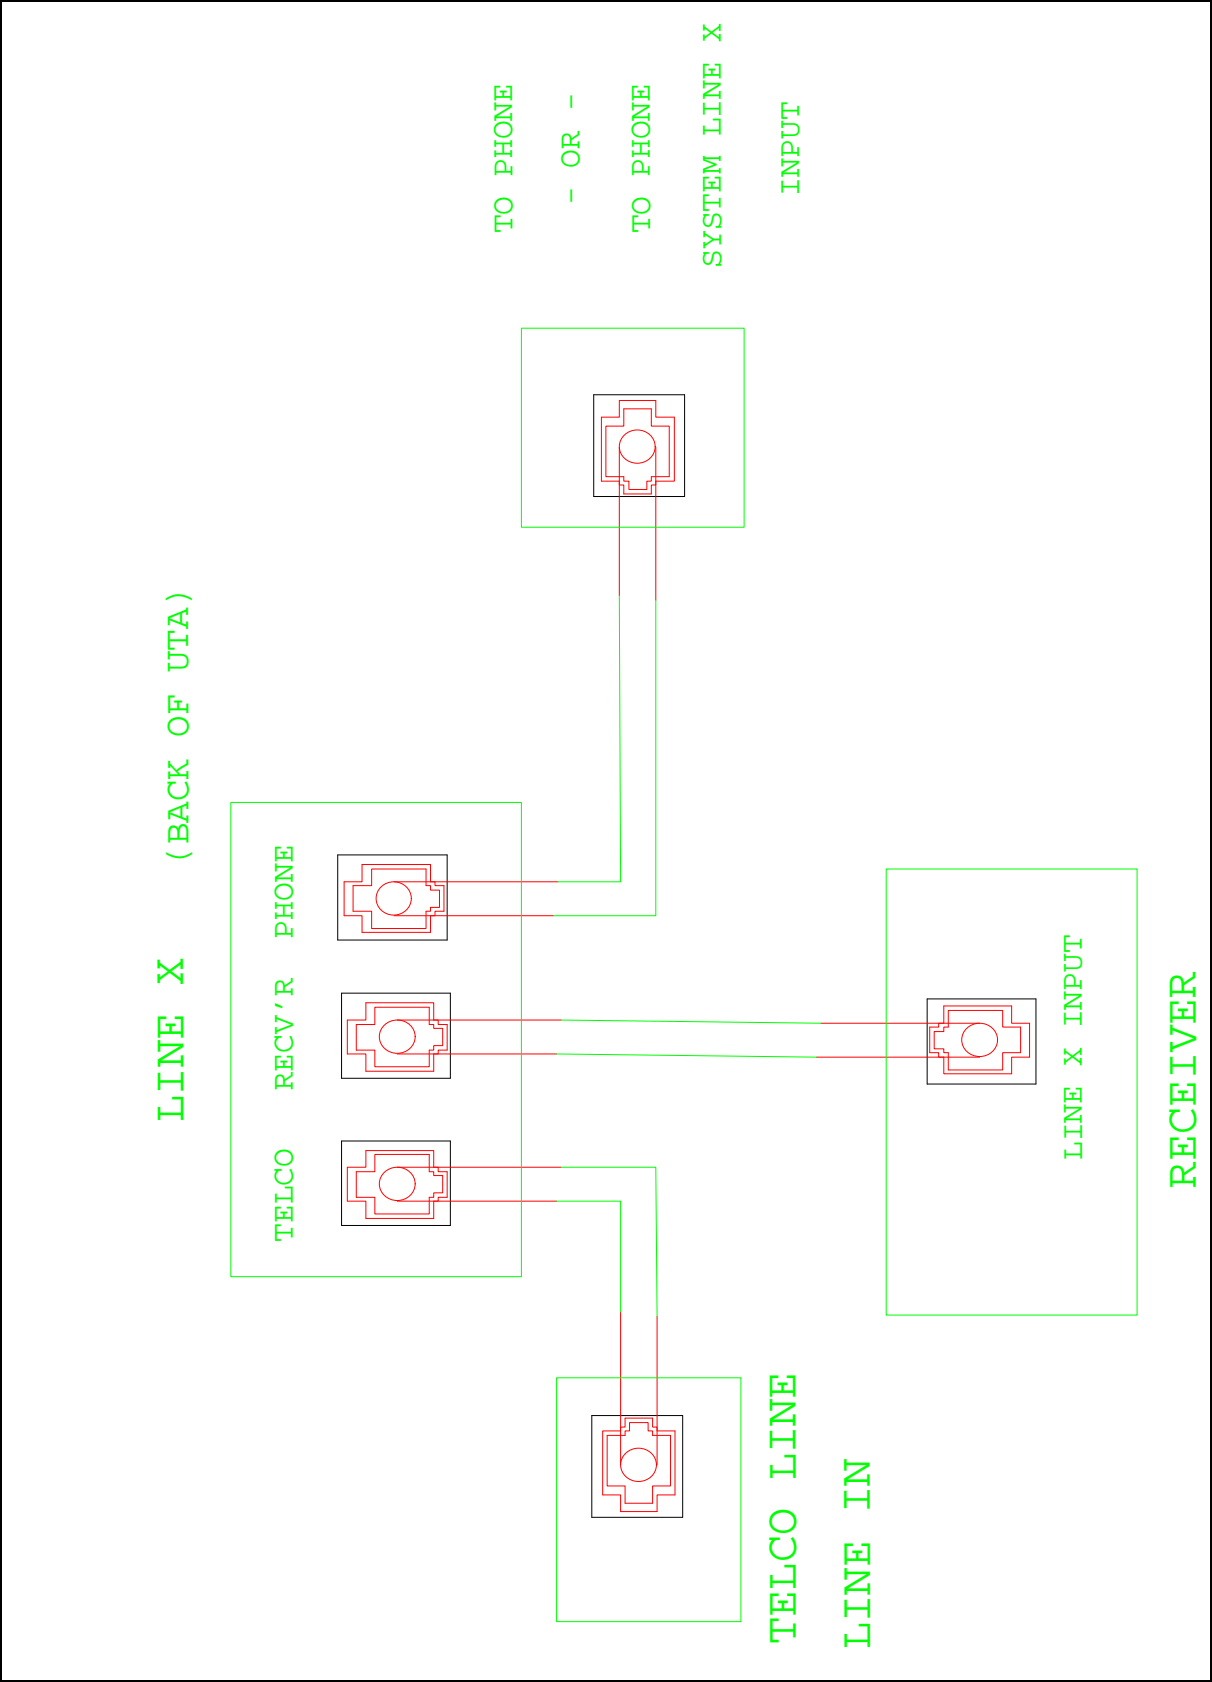 LINE X
(BACK OF UTA)
TELCO
RECV'R
PHONE
TO PHONE
- OR -
TO PHONE
SYSTEM LINE X
INPUT
TELCO LINE
LINE IN
LINE X INPUT
RECEIVER